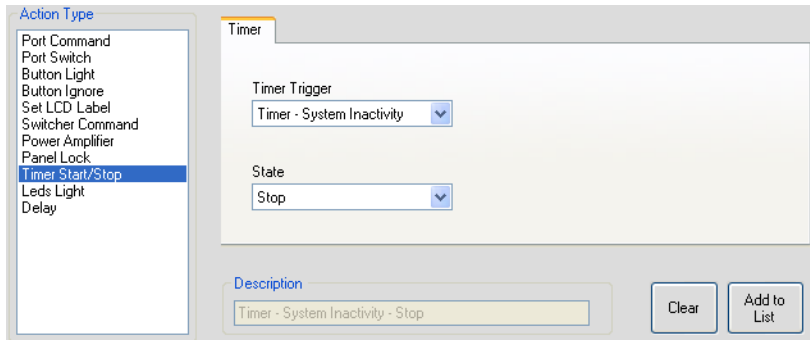 Action Type
Port Command
Port Switch
Button Light
Button Ignore
Set LCD Label
Switcher Command
Power Amplifier
Panel Lock
Timer Start/Stop
Leds Light
Delay
Timer
Timer Trigger
Timer - System Inactivity
State
Stop
Description
Timer - System Inactivity - Stop
Clear
Add to
List